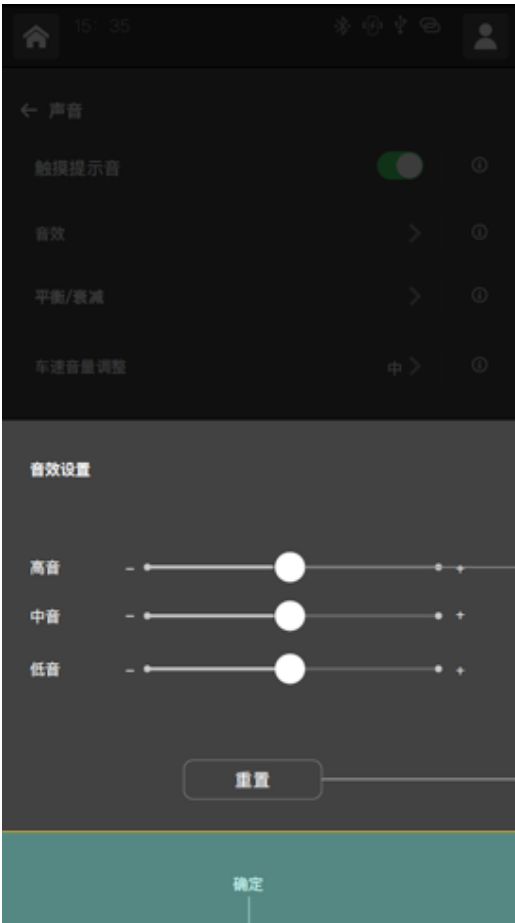 15: 35
声音
触摸提示音
音效
平衡/衰减
车速音量调整 中
音效设置
高音 - +
中音 - +
低音 - +
重置
确定